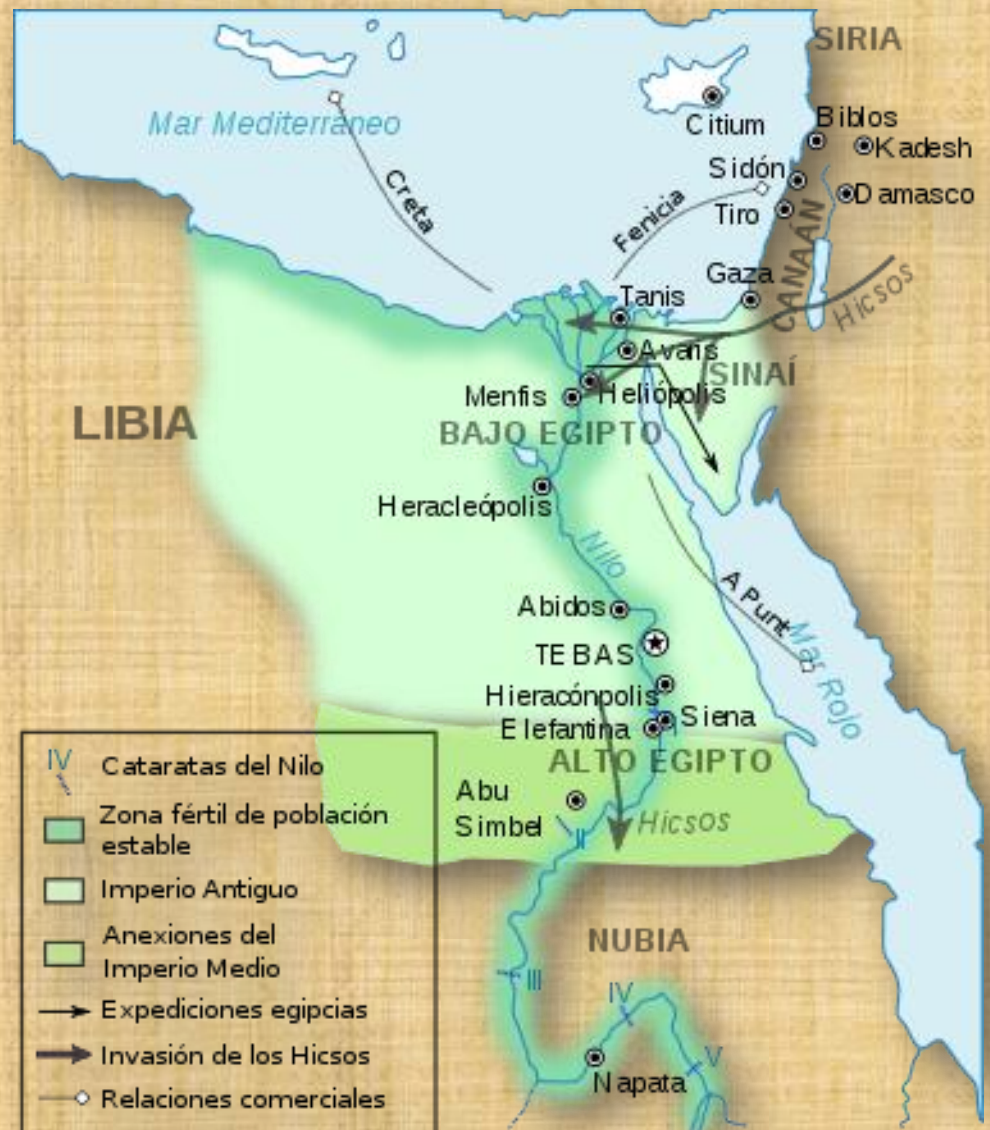 SIRIA
Mar Mediterráneo
Citium
Biblos
Kadesh
Sidón
Damasco
Creta
Fenicia
Tiro
CANAÁN
Gaza
Hicsos
Tanis
Avaris
SINAÍ
Menfis
Heliópolis
LIBIA
BAJO EGIPTO
Heracleópolis
Nilo
Abidos
A Punt
Mar Rojo
TEBAS
Hieracónpolis
Elefantina
Siena
ALTO EGIPTO
Abu
Simbel
II
Hicsos
NUBIA
III
IV
V
Napata
IV
Cataratas del Nilo
Zona fértil de población
estable
Imperio Antiguo
Anexiones del
Imperio Medio
Expediciones egipcias
Invasión de los Hicsos
Relaciones comerciales